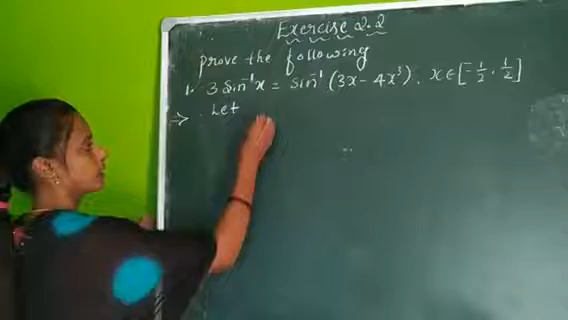 Exercise 2.2
prove the following
1. 3 Sin⁻¹x = Sin⁻¹ (3x - 4x³). x ∈ [-1/2, 1/2]
⇒ . Let